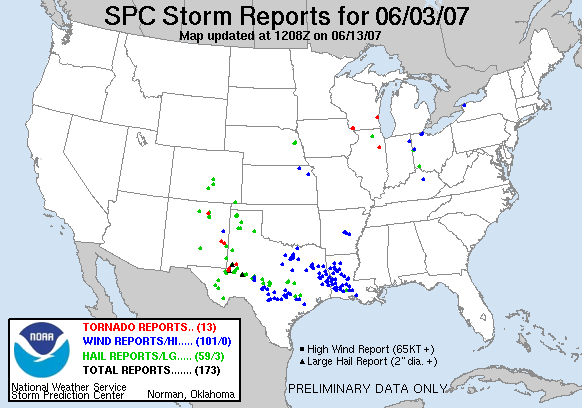 SPC Storm Reports for 06/03/07
Map updated at 1208Z on 06/13/07
TORNADO REPORTS.. (13)
WIND REPORTS/HI..... (101/0)
HAIL REPORTS/LG..... (59/3)
TOTAL REPORTS....... (173)
NOAA
National Weather Service
Storm Prediction Center Norman, Oklahoma
High Wind Report (65KT +)
Large Hail Report (2" dia. +)
PRELIMINARY DATA ONLY